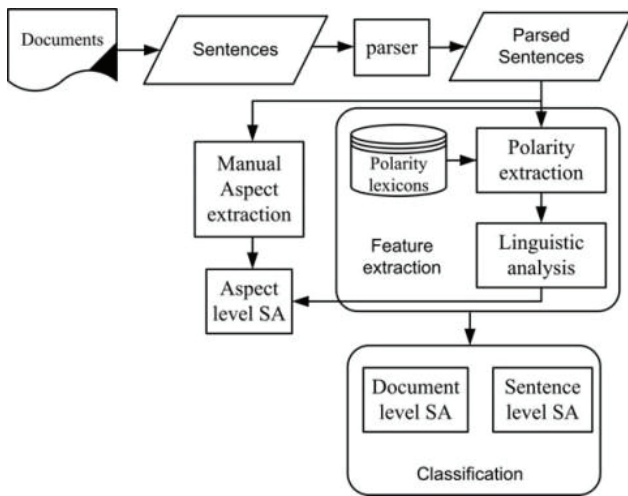 Documents
Sentences
parser
Parsed
Sentences
Manual
Aspect
extraction
Polarity
lexicons
Polarity
extraction
Feature
extraction
Linguistic
analysis
Aspect
level SA
Document
level SA
Sentence
level SA
Classification